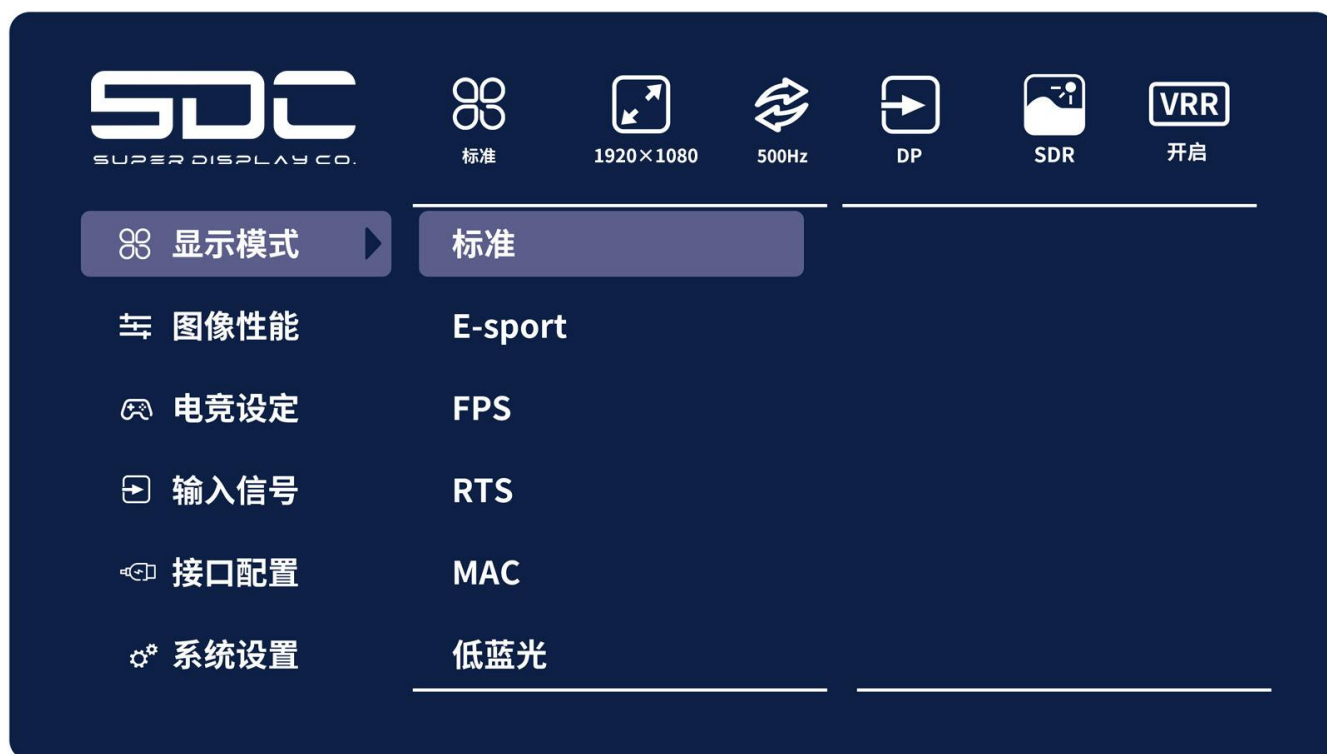 SDC
SUPER DISPLAY CO.
标准
1920×1080
500Hz
DP
SDR
VRR
开启
显示模式
标准
图像性能
E-sport
电竞设定
FPS
输入信号
RTS
接口配置
MAC
系统设置
低蓝光